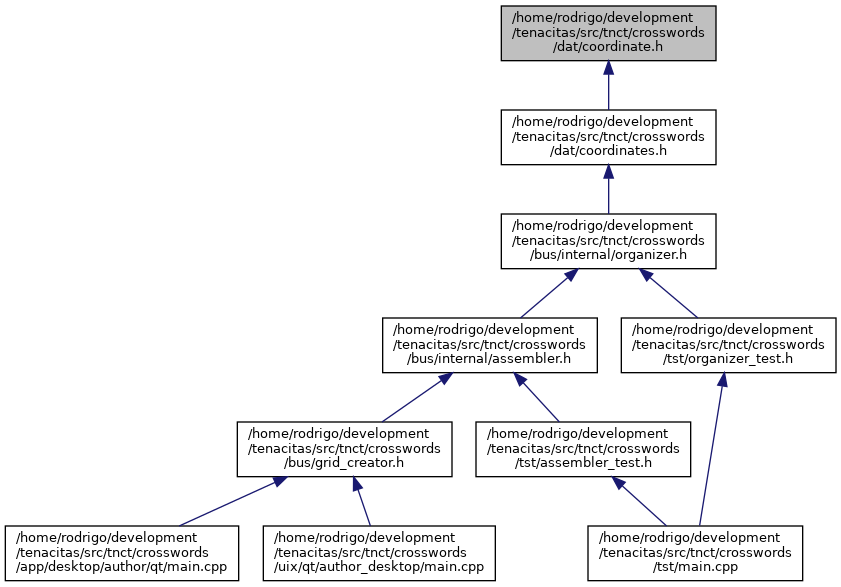 /home/rodrigo/development
/tenacitas/src/tnct/crosswords
/dat/coordinate.h
/home/rodrigo/development
/tenacitas/src/tnct/crosswords
/dat/coordinates.h
/home/rodrigo/development
/tenacitas/src/tnct/crosswords
/bus/internal/organizer.h
/home/rodrigo/development
/tenacitas/src/tnct/crosswords
/bus/internal/assembler.h
/home/rodrigo/development
/tenacitas/src/tnct/crosswords
/tst/organizer_test.h
/home/rodrigo/development
/tenacitas/src/tnct/crosswords
/bus/grid_creator.h
/home/rodrigo/development
/tenacitas/src/tnct/crosswords
/tst/assembler_test.h
/home/rodrigo/development
/tenacitas/src/tnct/crosswords
/app/desktop/author/qt/main.cpp
/home/rodrigo/development
/tenacitas/src/tnct/crosswords
/uix/qt/author_desktop/main.cpp
/home/rodrigo/development
/tenacitas/src/tnct/crosswords
/tst/main.cpp